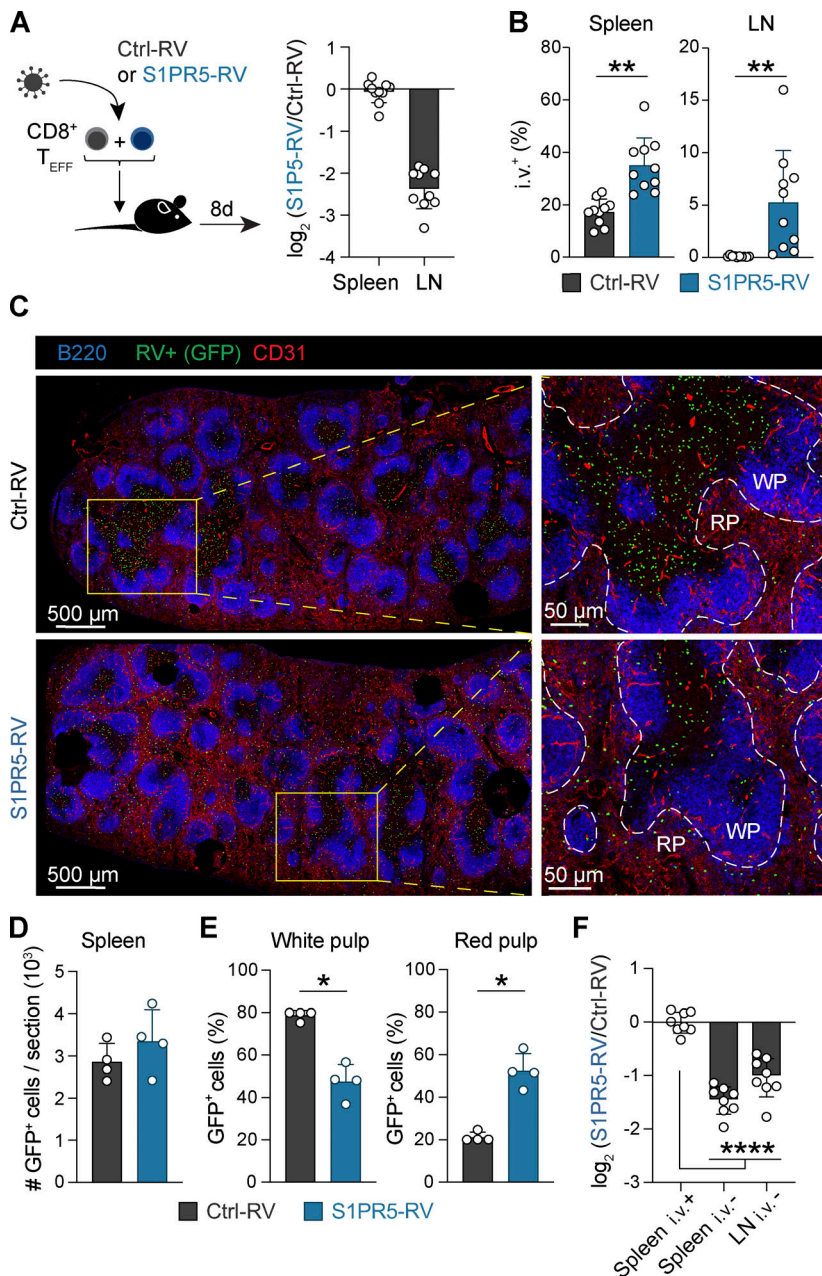 A
Ctrl-RV
or S1PR5-RV
CD8+
TEFF
+
8d
log2 (S1P5-RV/Ctrl-RV)
1
0
-1
-2
-3
-4
Spleen LN
B
Spleen
LN
**
**
i.v.+ (%)
80
60
40
20
0
20
15
10
5
0
Ctrl-RV
S1PR5-RV
C
B220 RV+ (GFP) CD31
Ctrl-RV
500 µm
WP
RP
50 µm
S1PR5-RV
500 µm
RP
WP
50 µm
D
Spleen
# GFP+ cells / section (10³)
5
4
3
2
1
0
E
White pulp
Red pulp
*
*
GFP+ cells (%)
100
80
60
40
20
0
GFP+ cells (%)
100
80
60
40
20
0
Ctrl-RV
S1PR5-RV
F
log2 (S1PR5-RV/Ctrl-RV)
1
0
-1
-2
-3
****
Spleen i.v.+
Spleen i.v.-
LN i.v.-